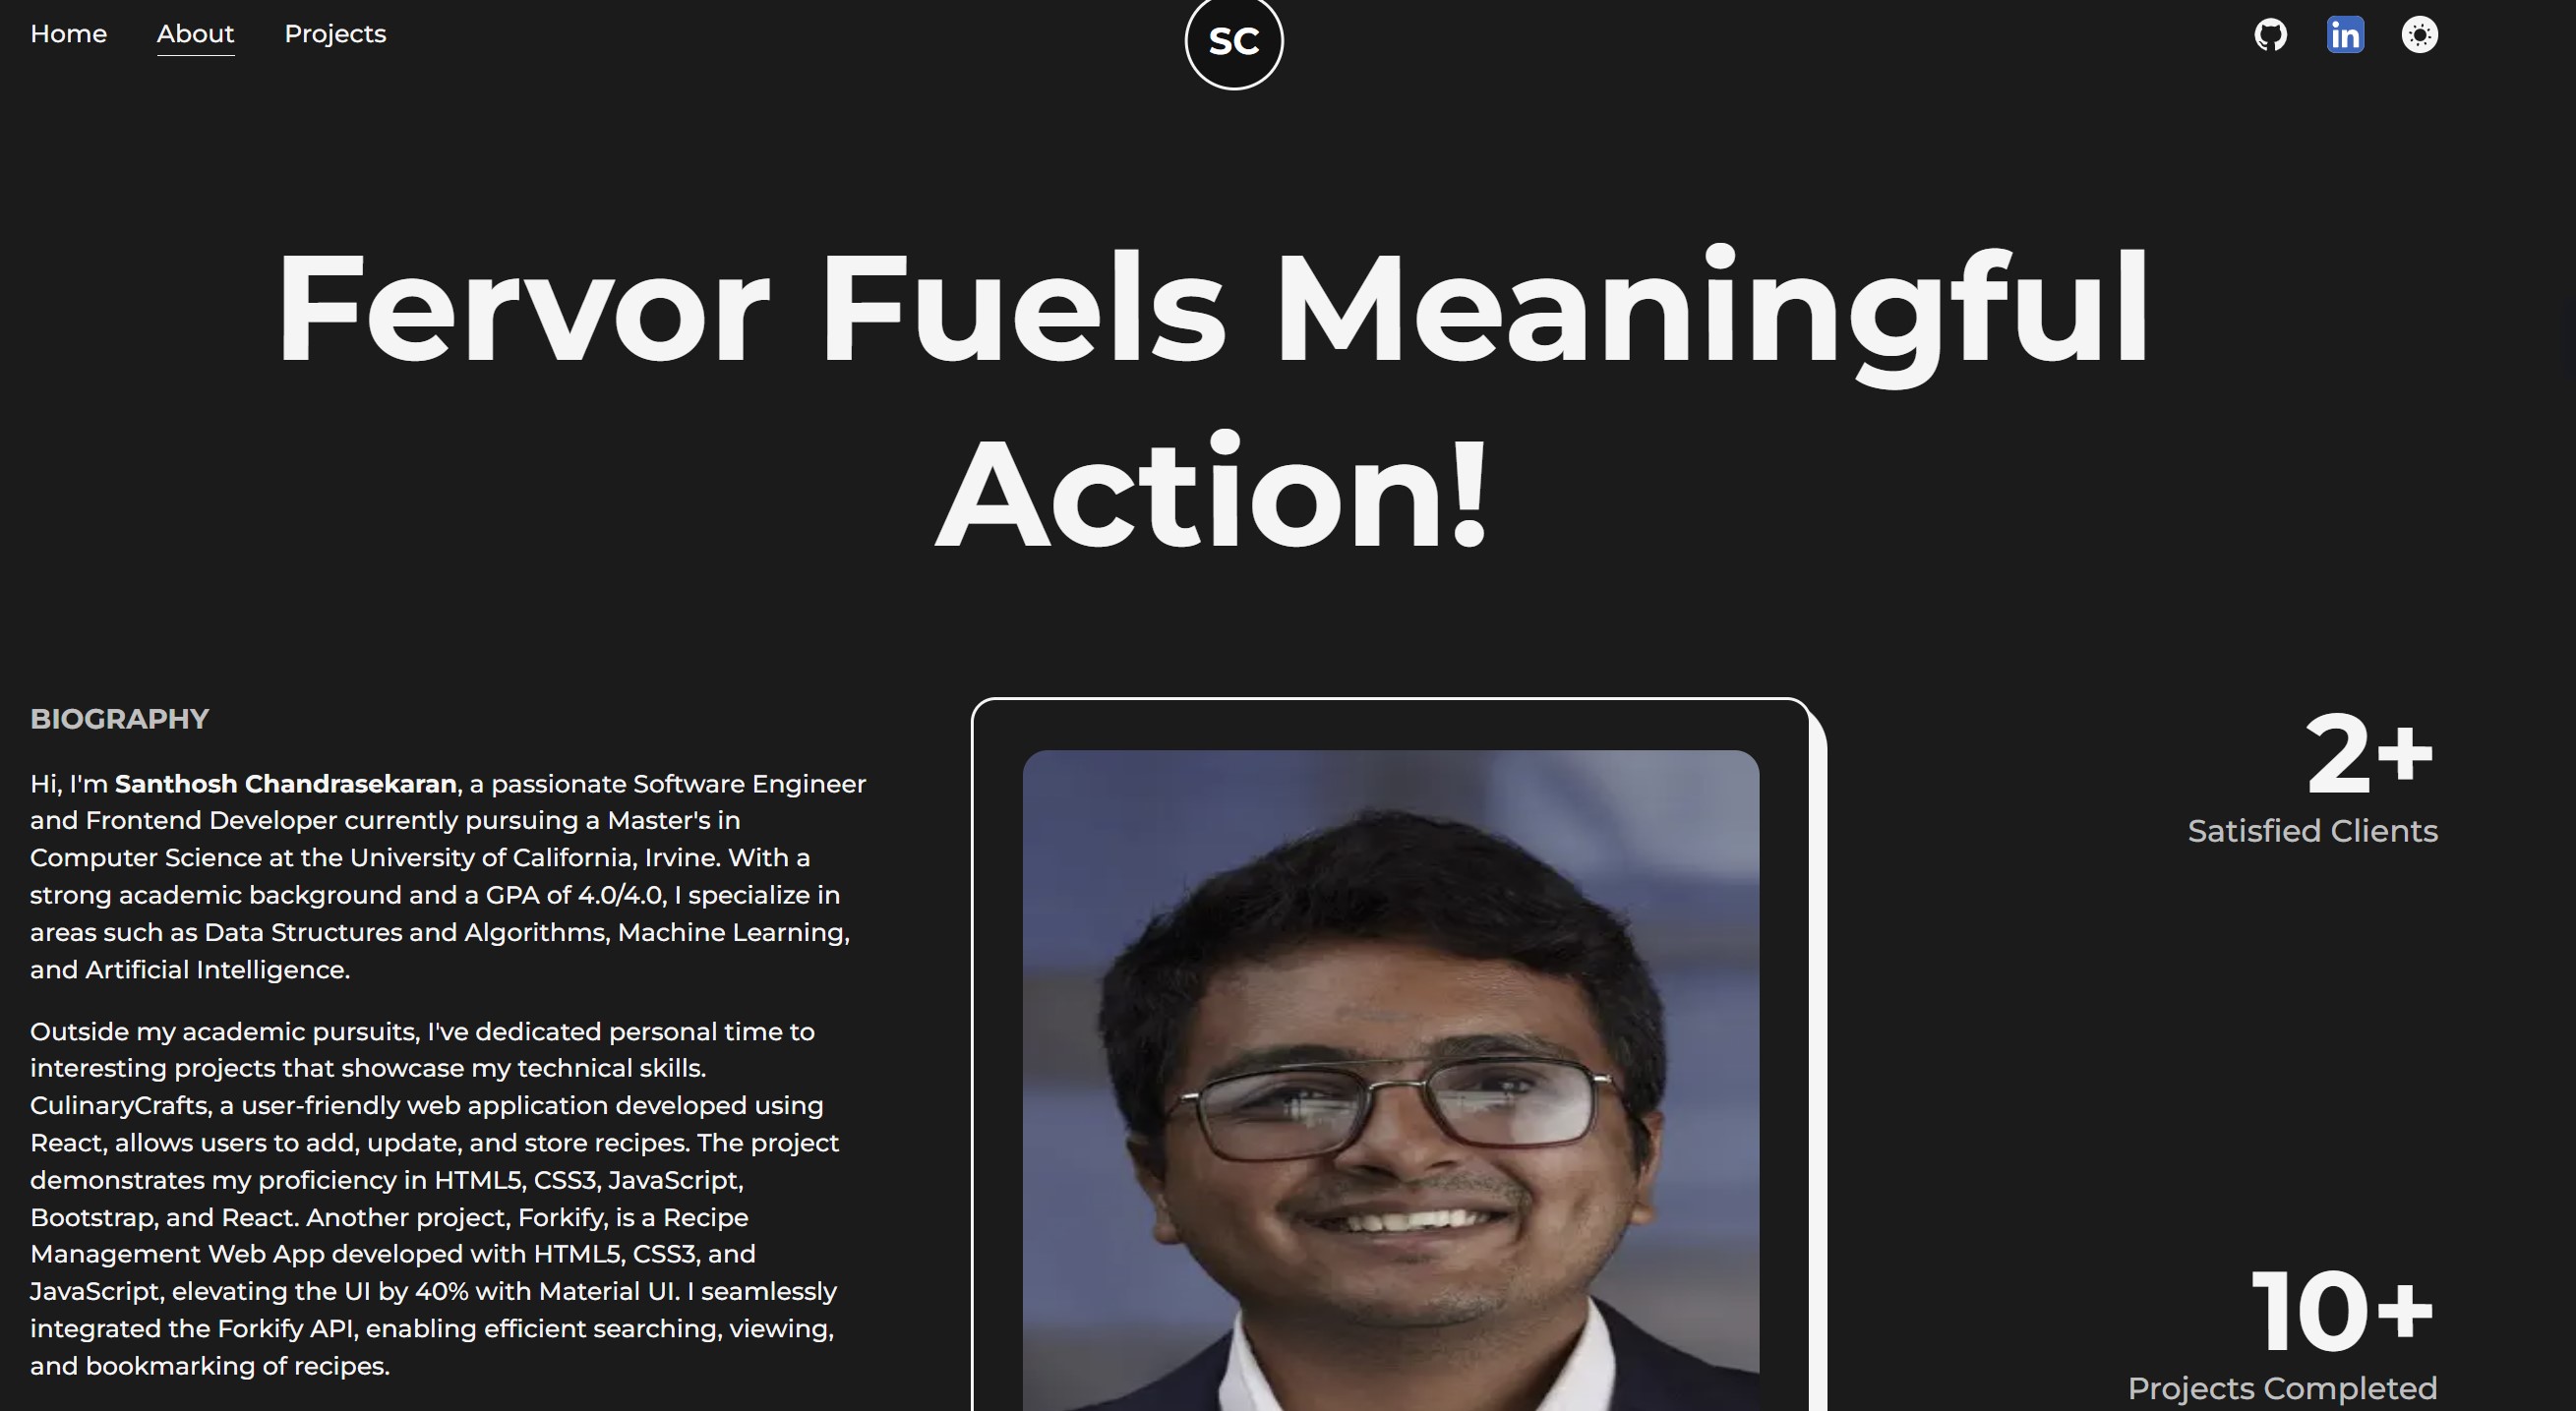 Home About Projects
SC
in
Fervor Fuels Meaningful
Action!
BIOGRAPHY
Hi, I'm Santhosh Chandrasekaran, a passionate Software Engineer
and Frontend Developer currently pursuing a Master's in
Computer Science at the University of California, Irvine. With a
strong academic background and a GPA of 4.0/4.0, I specialize in
areas such as Data Structures and Algorithms, Machine Learning,
and Artificial Intelligence.
Outside my academic pursuits, I've dedicated personal time to
interesting projects that showcase my technical skills.
CulinaryCrafts, a user-friendly web application developed using
React, allows users to add, update, and store recipes. The project
demonstrates my proficiency in HTML5, CSS3, JavaScript,
Bootstrap, and React. Another project, Forkify, is a Recipe
Management Web App developed with HTML5, CSS3, and
JavaScript, elevating the UI by 40% with Material UI. I seamlessly
integrated the Forkify API, enabling efficient searching, viewing,
and bookmarking of recipes.
2+
Satisfied Clients
10+
Projects Completed